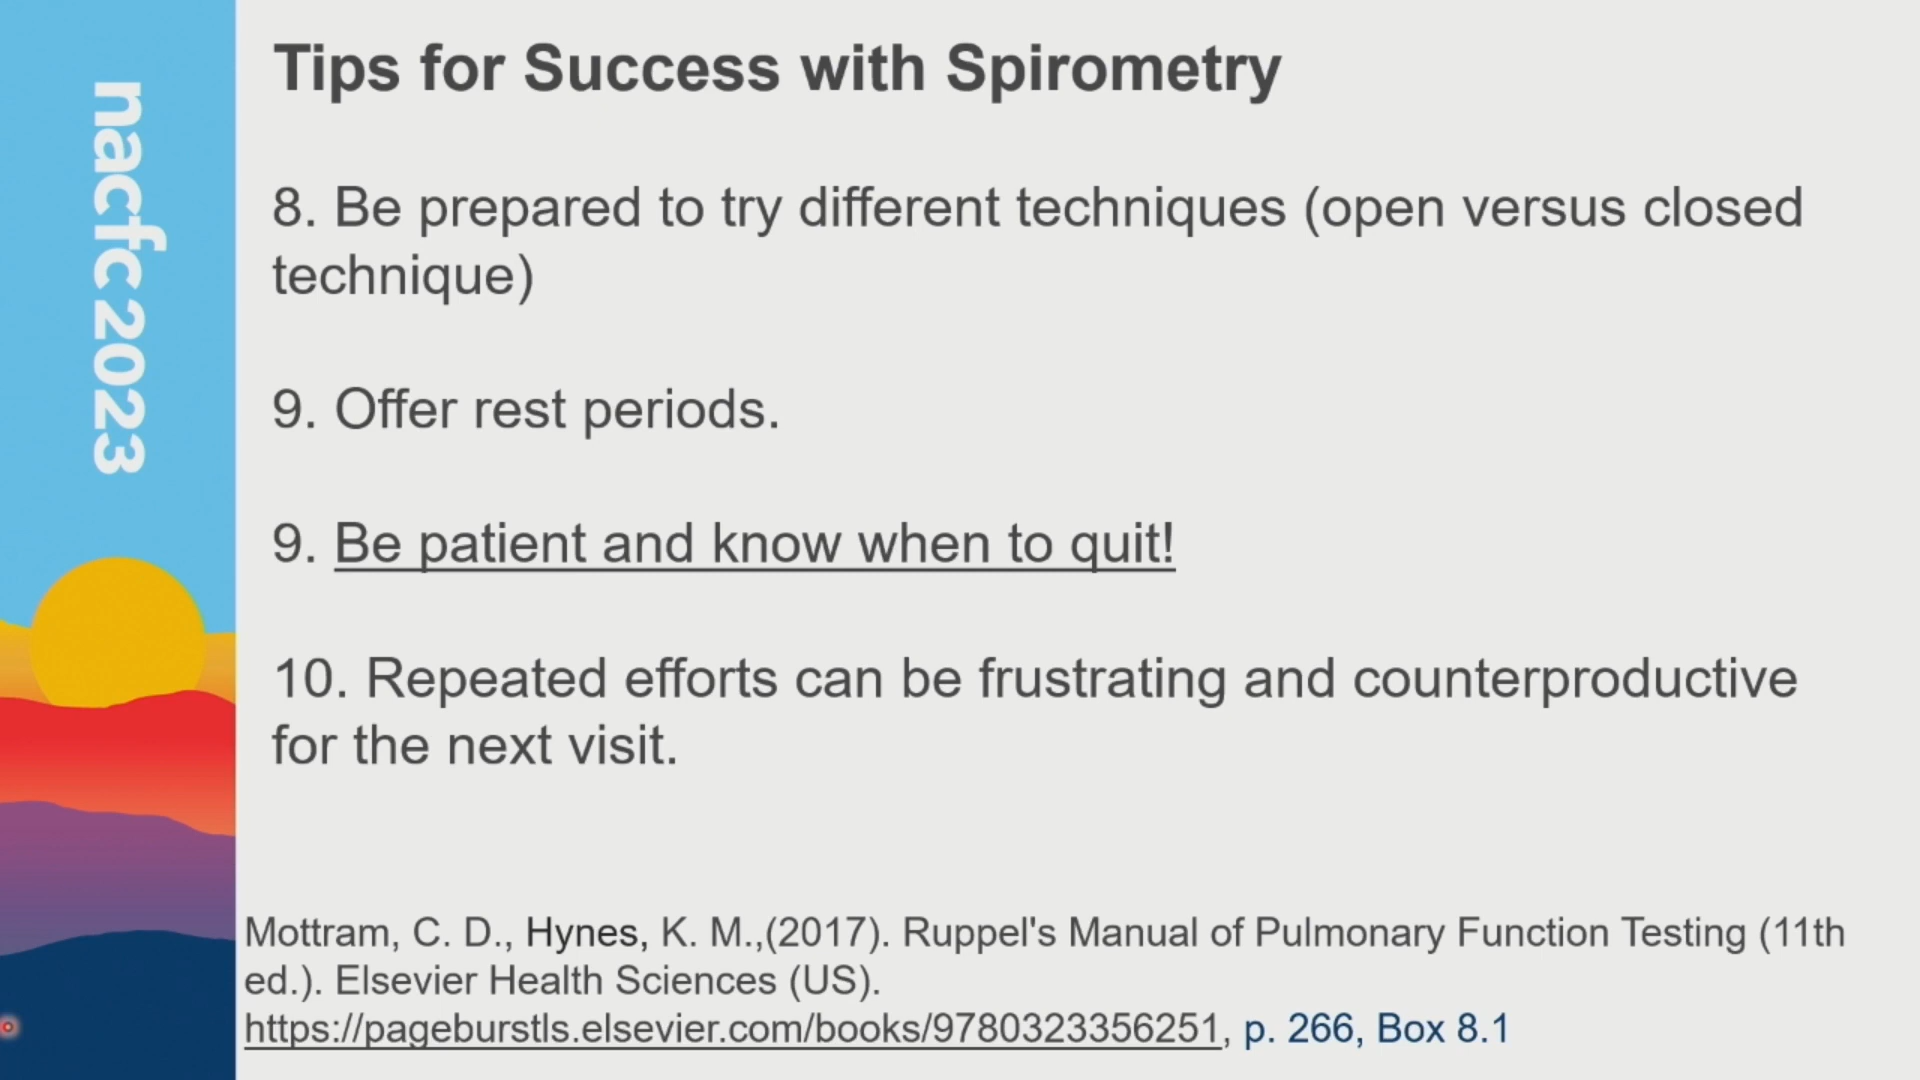 nacfc 2023
Tips for Success with Spirometry
8. Be prepared to try different techniques (open versus closed
technique)
9. Offer rest periods.
9. Be patient and know when to quit!
10. Repeated efforts can be frustrating and counterproductive
for the next visit.
Mottram, C. D., Hynes, K. M.,(2017). Ruppel's Manual of Pulmonary Function Testing (11th
ed.). Elsevier Health Sciences (US).
https://pageburstls.elsevier.com/books/9780323356251, p. 266, Box 8.1